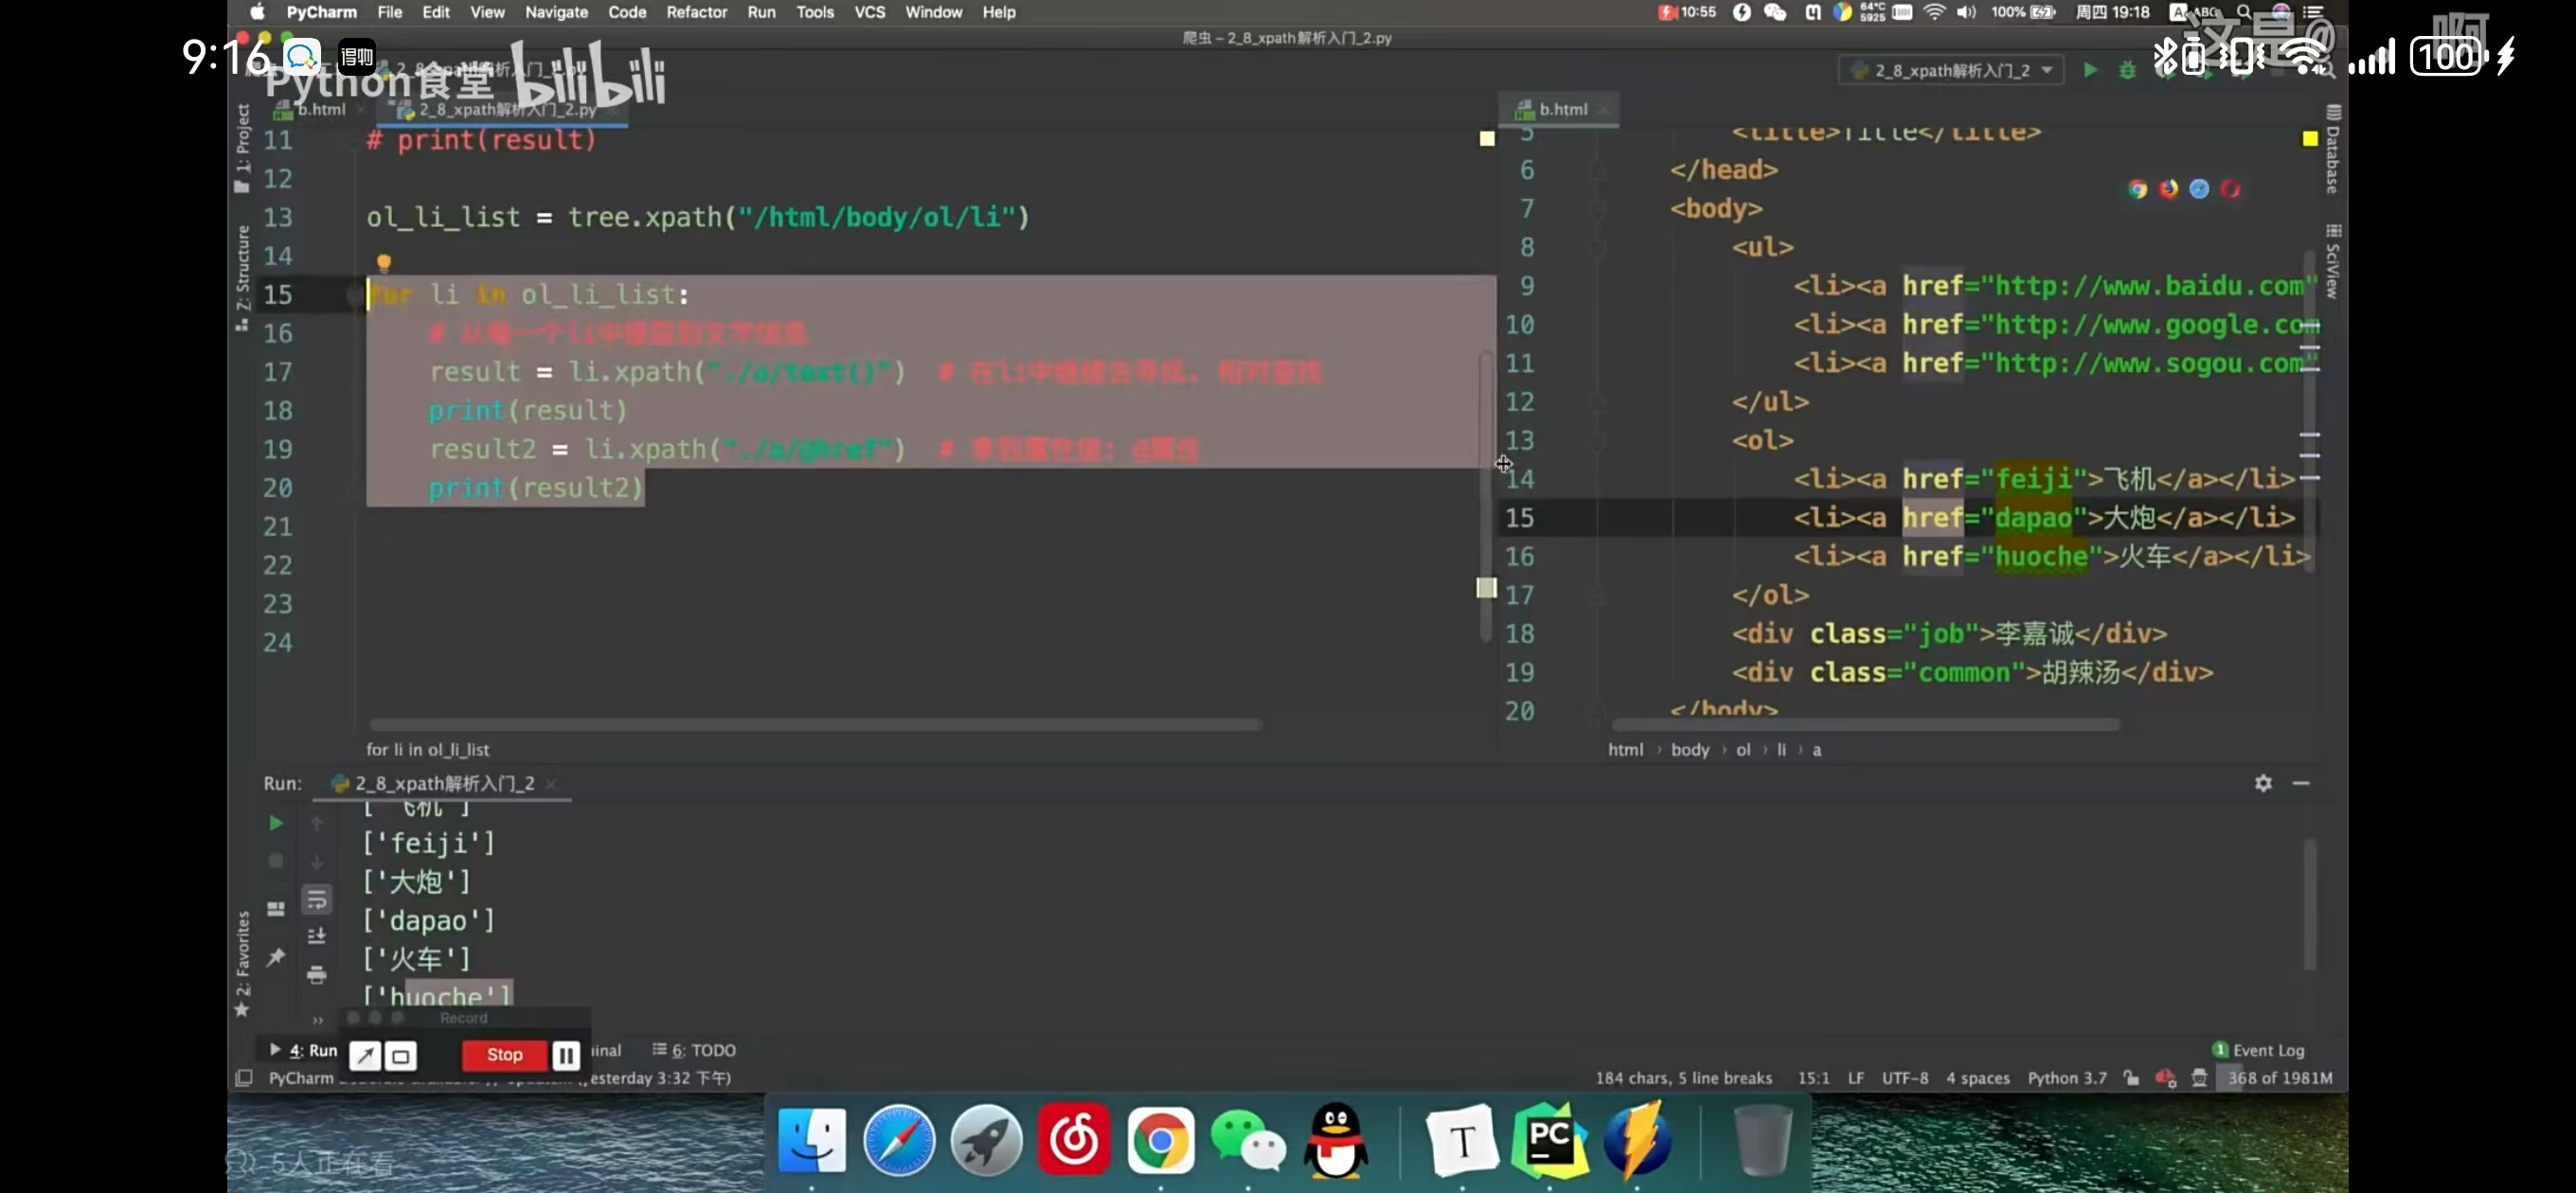 PyCharm File Edit View Navigate Code Refactor Run Tools VCS Window Help
10:55 64°C 5925 100% 周四 19:18 ABC
爬虫 – 2_8_xpath解析入门_2.py
9:16 得物
这是@ 啊
100
Python食堂 bilibili
2_8_xpath解析入门_2
b.html
2_8_xpath解析入门_2.py
b.html
1: Project
Z: Structure
2: Favorites
Database
SciView
11 # print(result)
12
13 ol_li_list = tree.xpath("/html/body/ol/li")
14
15 for li in ol_li_list:
16 # 从每一个li中提取到文字信息
17 result = li.xpath("./a/text()") # 在li中继续去寻找. 相对查找
18 print(result)
19 result2 = li.xpath("./a/@href") # 拿到属性值: @属性
20 print(result2)
21
22
23
24
for li in ol_li_list
5 <title>Title</title>
6 </head>
7 <body>
8 <ul>
9 <li><a href="http://www.baidu.com"
10 <li><a href="http://www.google.com
11 <li><a href="http://www.sogou.com"
12 </ul>
13 <ol>
14 <li><a href="feiji">飞机</a></li>
15 <li><a href="dapao">大炮</a></li>
16 <li><a href="huoche">火车</a></li>
17 </ol>
18 <div class="job">李嘉诚</div>
19 <div class="common">胡辣汤</div>
20 </body>
html › body › ol › li › a
Run: 2_8_xpath解析入门_2
['飞机']
['feiji']
['大炮']
['dapao']
['火车']
['huoche']
Record
4: Run
Stop
inal
6: TODO
1 Event Log
PyCharm
esterday 3:32 下午)
184 chars, 5 line breaks 15:1 LF UTF-8 4 spaces Python 3.7 368 of 1981M
T
PC
5人正在看